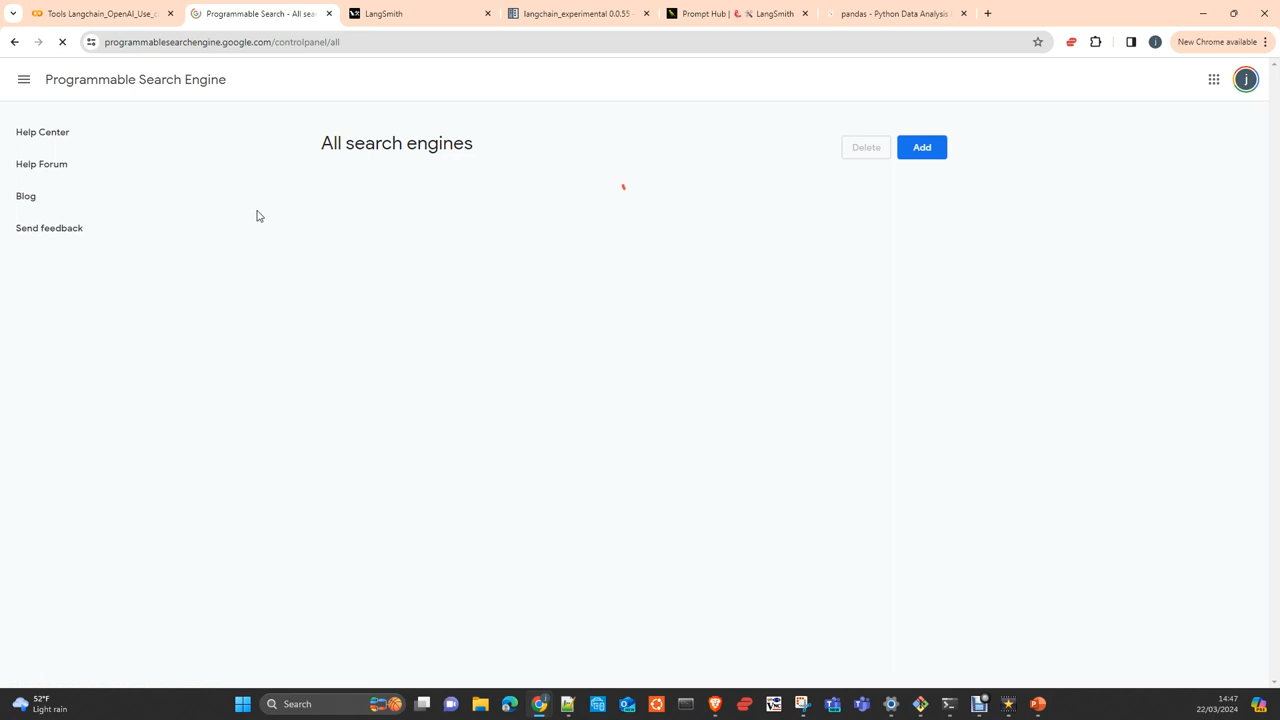 Tools Langchain_OpenAI_Use_c
Programmable Search - All sea
LangSmith
langchain_experimental 0.0.55
Prompt Hub | 🦜🛠️ LangSmith
pandas - Python Data Analysis
programmablesearchengine.google.com/controlpanel/all
New Chrome available
Programmable Search Engine
j
Help Center
Help Forum
Blog
Send feedback
All search engines
Delete
Add
52°F
Light rain
Search
14:47
22/03/2024